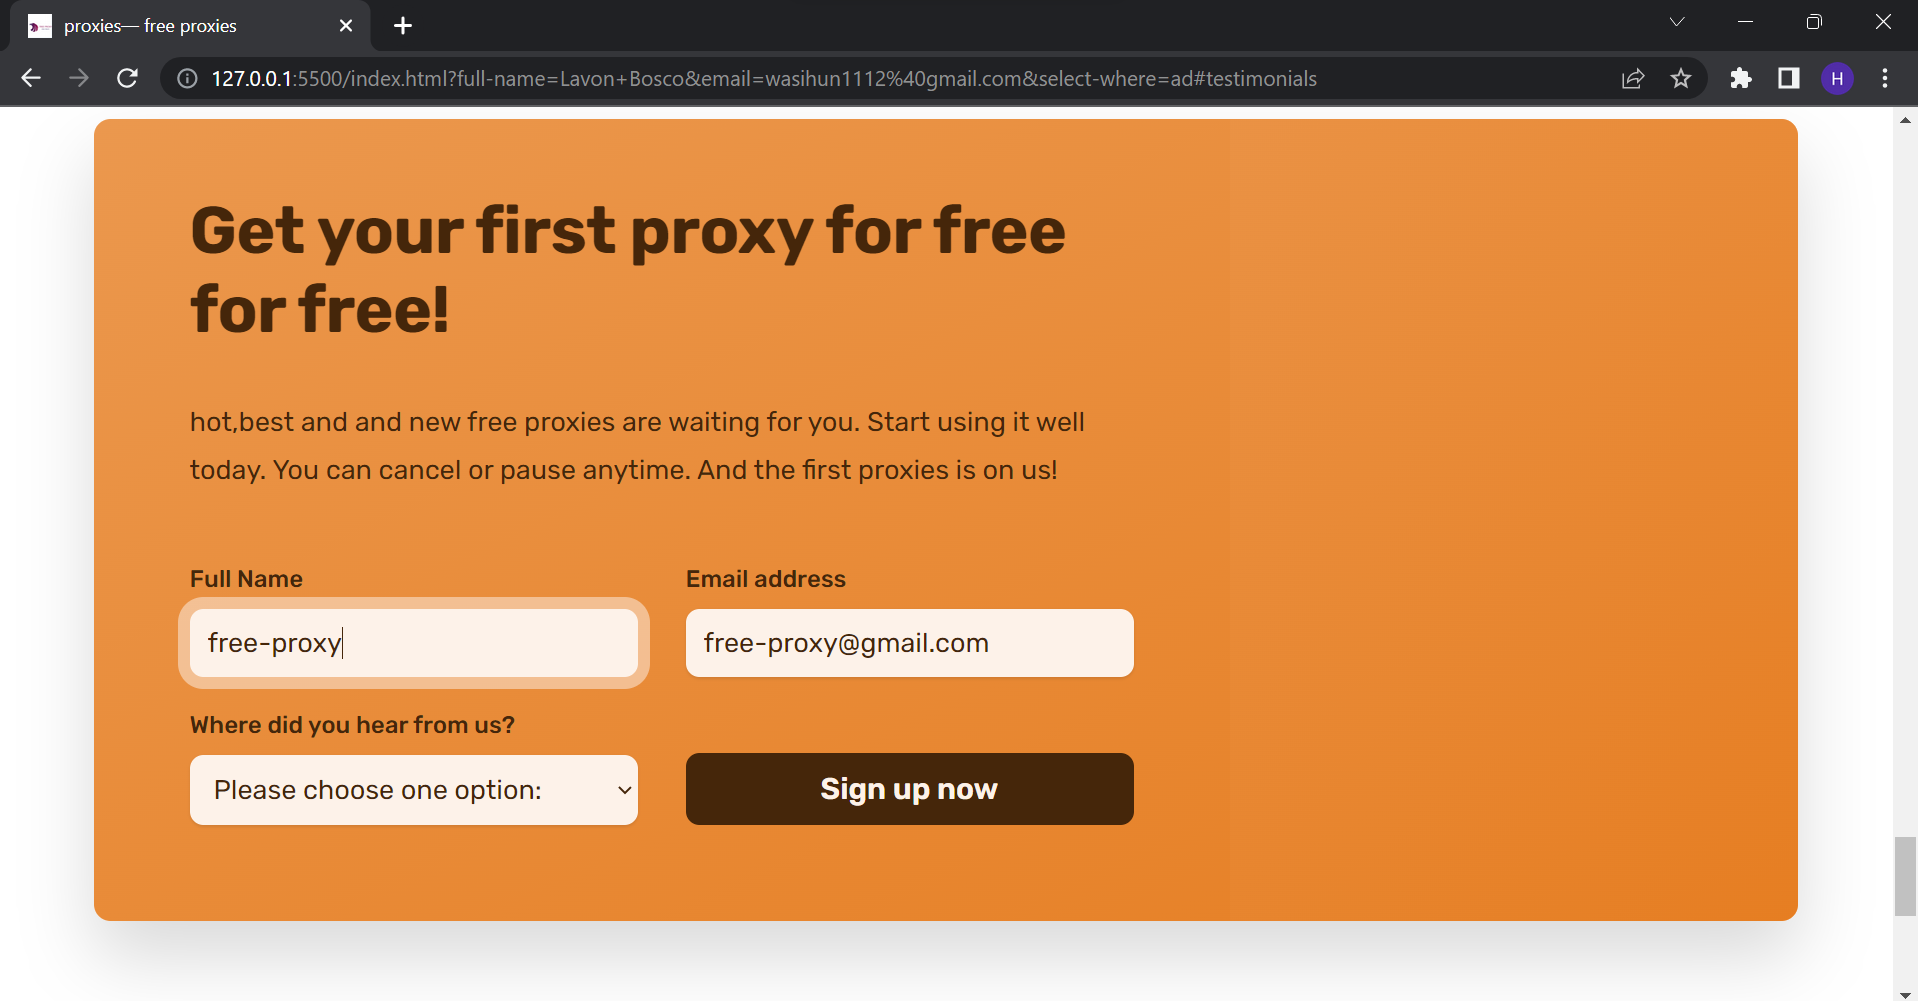 proxies— free proxies
127.0.0.1:5500/index.html?full-name=Lavon+Bosco&email=wasihun1112%40gmail.com&select-where=ad#testimonials
H
Get your first proxy for free
for free!
hot,best and and new free proxies are waiting for you. Start using it well
today. You can cancel or pause anytime. And the first proxies is on us!
Full Name
Email address
free-proxy
free-proxy@gmail.com
Where did you hear from us?
Please choose one option:
Sign up now